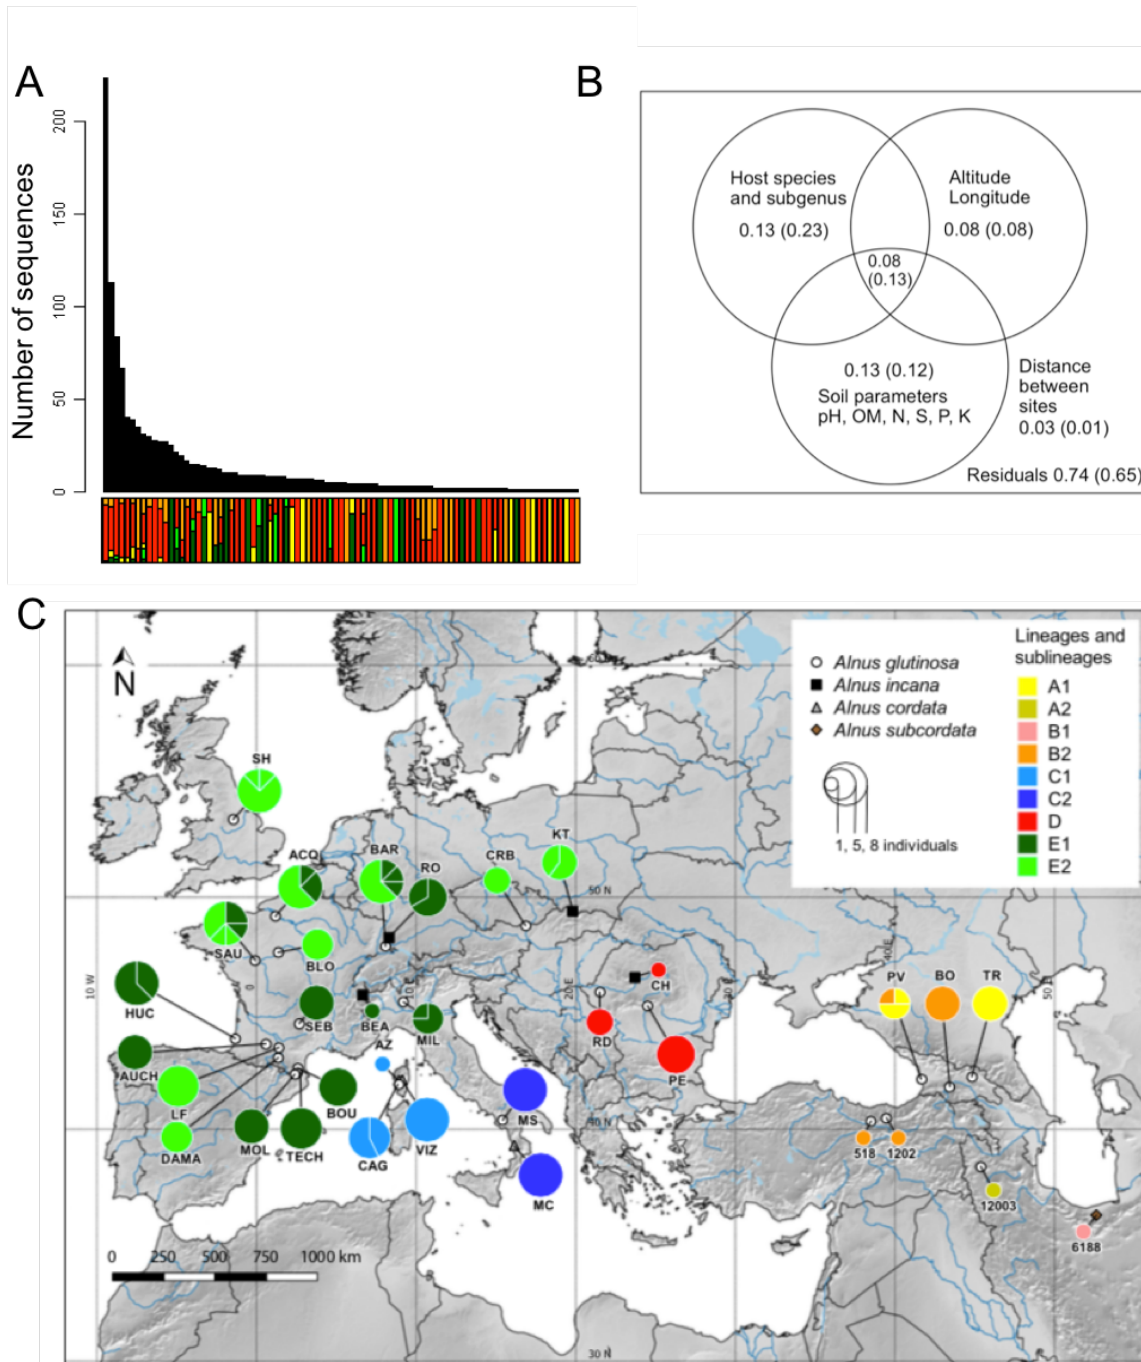 A
Number of sequences
0
50
100
150
200
B
Host species
and subgenus
0.13 (0.23)
Altitude
Longitude
0.08 (0.08)
0.08
(0.13)
0.13 (0.12)
Soil parameters
pH, OM, N, S, P, K
Distance
between
sites
0.03 (0.01)
Residuals 0.74 (0.65)
C
N
Alnus glutinosa
Alnus incana
Alnus cordata
Alnus subcordata
1, 5, 8 individuals
Lineages and
sublineages
A1
A2
B1
B2
C1
C2
D
E1
E2
SH
ACQ
BAR
RO
CRB
KT
50 N
SAU
BLO
HUC
SEB
BEA
MIL
AZ
AUCH
LF
DAMA
MOL
TECH
BOU
CAG
VIZ
MS
MC
CH
RD
PE
PV
BO
TR
518
1202
12003
6188
10 W
0
10 E
20 E
40 E
50
40 N
30 N
0
250
500
750
1000 km